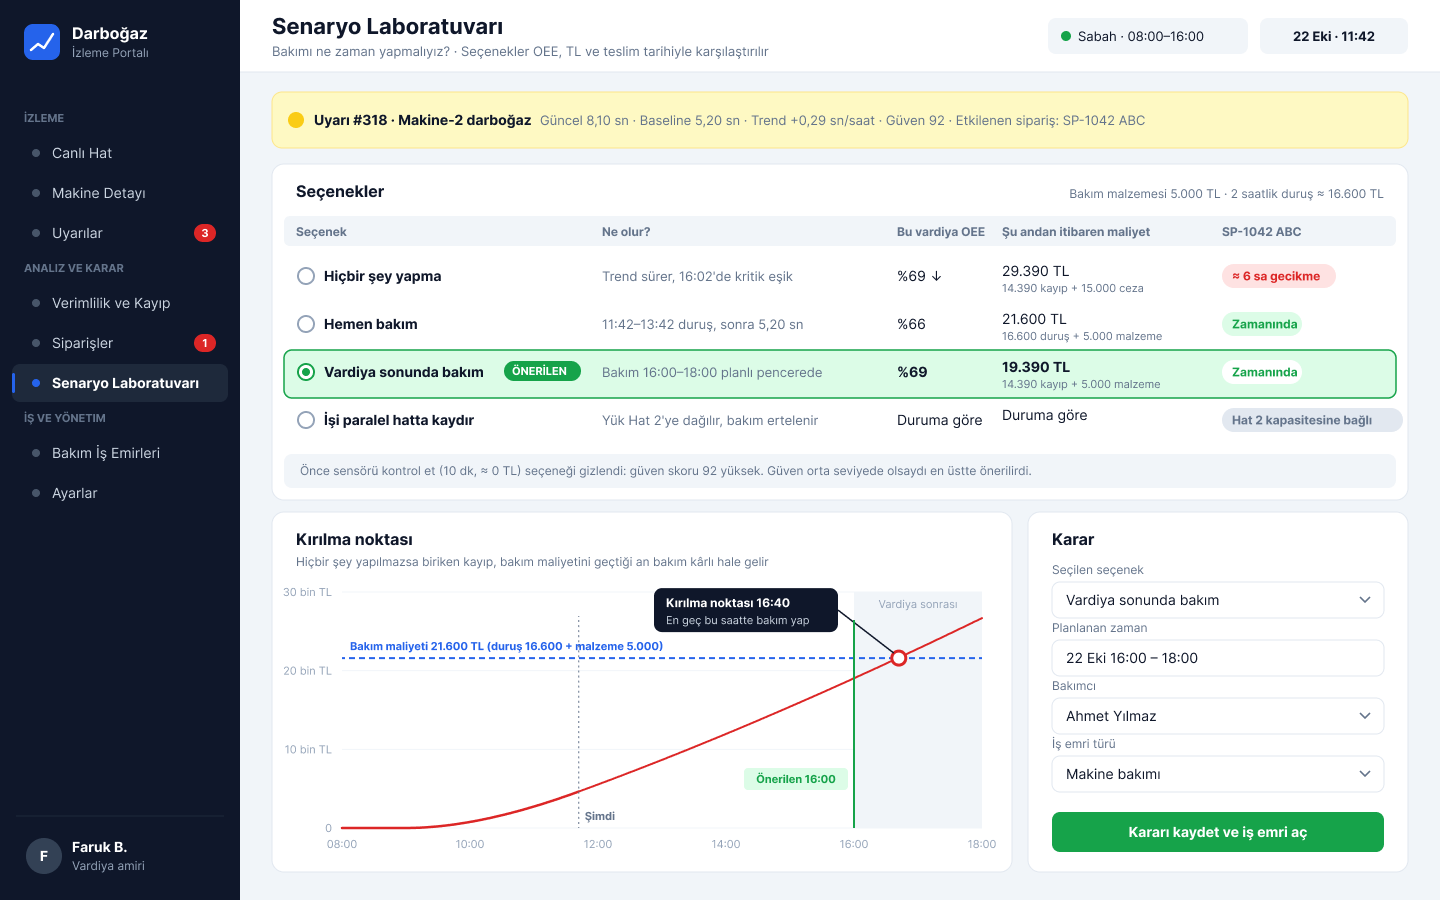 Darboğaz
İzleme Portalı
İZLEME
Canlı Hat
Makine Detayı
Uyarılar 3
ANALIZ VE KARAR
Verimlilik ve Kayıp
Siparişler 1
Senaryo Laboratuvarı
İŞ VE YÖNETIM
Bakım İş Emirleri
Ayarlar
F
Faruk B.
Vardiya amiri
Senaryo Laboratuvarı
Bakımı ne zaman yapmalıyız? · Seçenekler OEE, TL ve teslim tarihiyle karşılaştırılır
Sabah · 08:00–16:00
22 Eki · 11:42
Uyarı #318 · Makine-2 darboğaz Güncel 8,10 sn · Baseline 5,20 sn · Trend +0,29 sn/saat · Güven 92 · Etkilenen sipariş: SP-1042 ABC
Seçenekler
Bakım malzemesi 5.000 TL · 2 saatlik duruş ≈ 16.600 TL
Seçenek Ne olur? Bu vardiya OEE Şu andan itibaren maliyet SP-1042 ABC
Hiçbir şey yapma Trend sürer, 16:02'de kritik eşik %69 ↓ 29.390 TL ≈ 6 sa gecikme
14.390 kayıp + 15.000 ceza
Hemen bakım 11:42–13:42 duruş, sonra 5,20 sn %66 21.600 TL Zamanında
16.600 duruş + 5.000 malzeme
Vardiya sonunda bakım ÖNERİLEN Bakım 16:00–18:00 planlı pencerede %69 19.390 TL Zamanında
14.390 kayıp + 5.000 malzeme
İşi paralel hatta kaydır Yük Hat 2'ye dağılır, bakım ertelenir Duruma göre Duruma göre Hat 2 kapasitesine bağlı
Önce sensörü kontrol et (10 dk, ≈ 0 TL) seçeneği gizlendi: güven skoru 92 yüksek. Güven orta seviyede olsaydı en üstte önerilirdi.
Kırılma noktası
Hiçbir şey yapılmazsa biriken kayıp, bakım maliyetini geçtiği an bakım kârlı hale gelir
30 bin TL
20 bin TL
10 bin TL
0
Kırılma noktası 16:40
En geç bu saatte bakım yap
Vardiya sonrası
Bakım maliyeti 21.600 TL (duruş 16.600 + malzeme 5.000)
Önerilen 16:00
Şimdi
08:00 10:00 12:00 14:00 16:00 18:00
Karar
Seçilen seçenek
Vardiya sonunda bakım
Planlanan zaman
22 Eki 16:00 – 18:00
Bakımcı
Ahmet Yılmaz
İş emri türü
Makine bakımı
Kararı kaydet ve iş emri aç